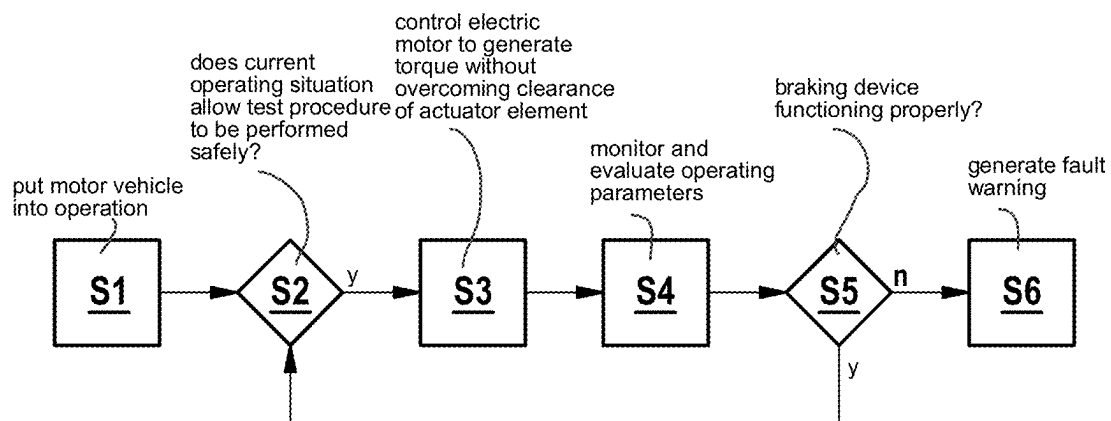 put motor vehicle
into operation
S1
does current
operating situation
allow test procedure
to be performed
safely?
S2
y
control electric
motor to generate
torque without
overcoming clearance
of actuator element
S3
monitor and
evaluate operating
parameters
S4
braking device
functioning properly?
S5
n
y
generate fault
warning
S6